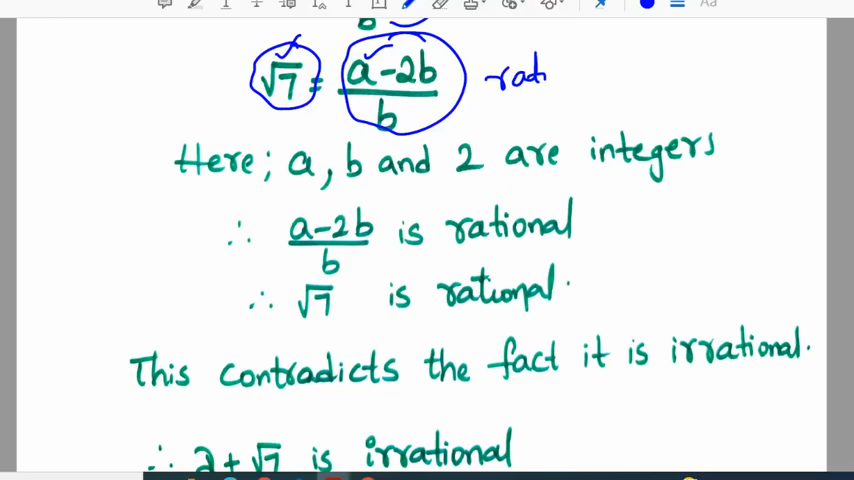 b
√7 = (a-2b)/b rati
Here; a, b and 2 are integers
∴ (a-2b)/b is rational
∴ √7 is rational.
This contradicts the fact it is irrational.
∴ 2+√7 is irrational